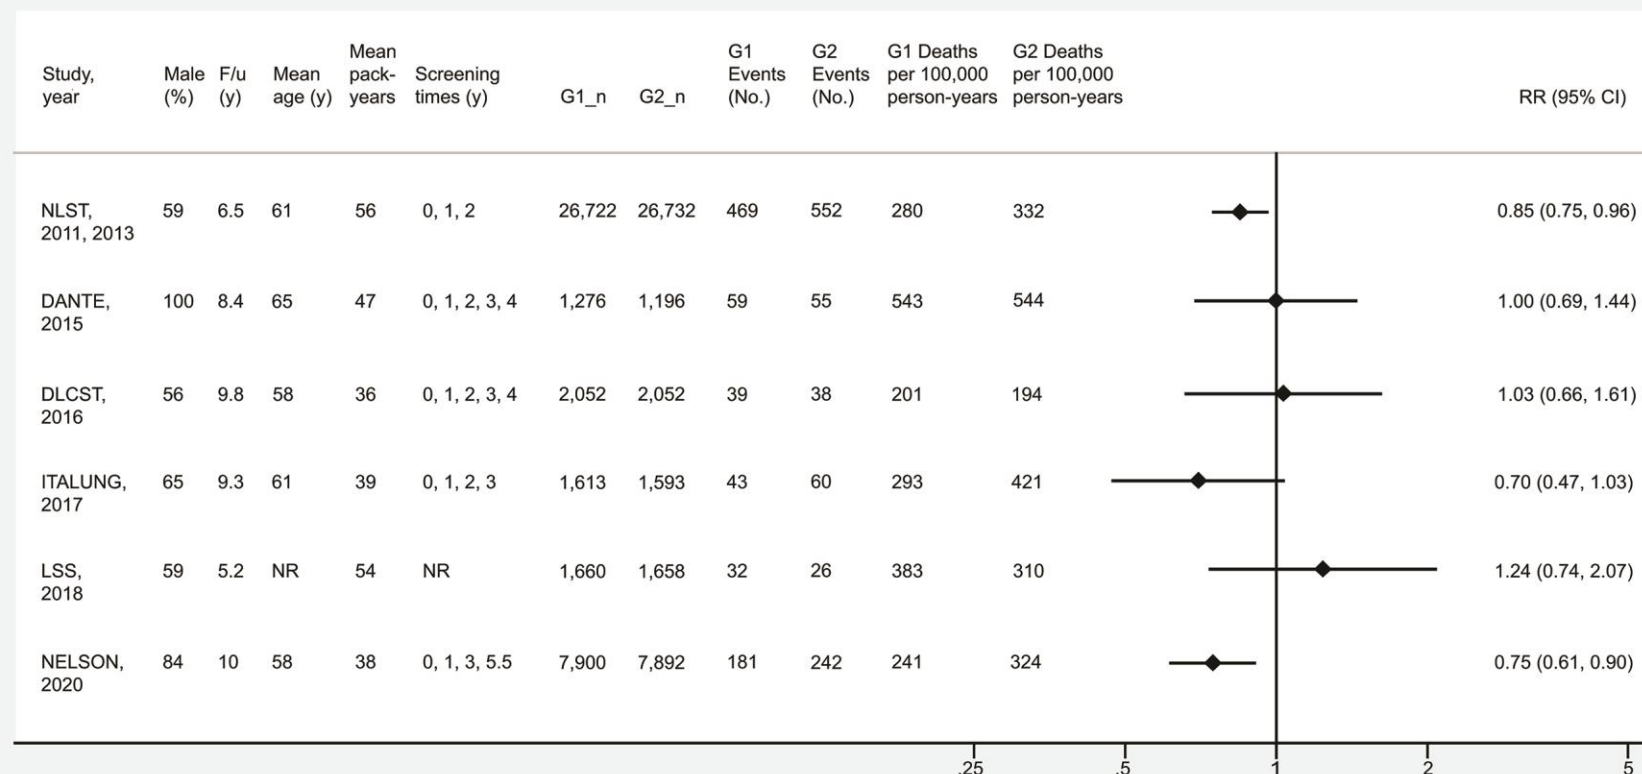 Mean G1 G2 G1 Deaths G2 Deaths
Study, Male F/u Mean pack- Screening Events Events per 100,000 per 100,000
year (%) (y) age (y) years times (y) G1_n G2_n (No.) (No.) person-years person-years RR (95% CI)
NLST, 59 6.5 61 56 0, 1, 2 26,722 26,732 469 552 280 332 0.85 (0.75, 0.96)
2011, 2013
DANTE, 100 8.4 65 47 0, 1, 2, 3, 4 1,276 1,196 59 55 543 544 1.00 (0.69, 1.44)
2015
DLCST, 56 9.8 58 36 0, 1, 2, 3, 4 2,052 2,052 39 38 201 194 1.03 (0.66, 1.61)
2016
ITALUNG, 65 9.3 61 39 0, 1, 2, 3 1,613 1,593 43 60 293 421 0.70 (0.47, 1.03)
2017
LSS, 59 5.2 NR 54 NR 1,660 1,658 32 26 383 310 1.24 (0.74, 2.07)
2018
NELSON, 84 10 58 38 0, 1, 3, 5.5 7,900 7,892 181 242 241 324 0.75 (0.61, 0.90)
2020
.25 .5 1 2 5